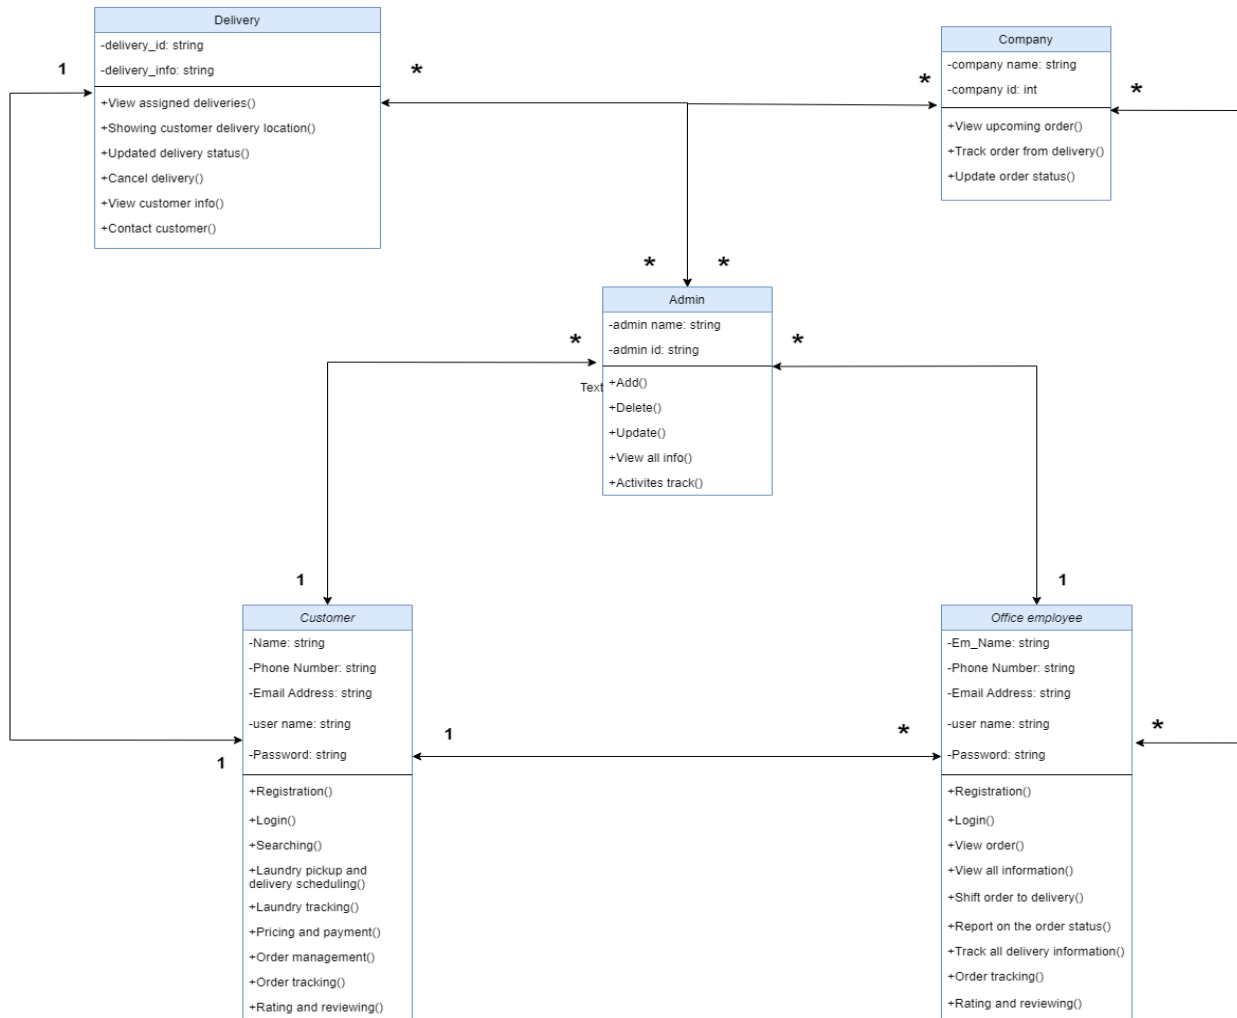 Delivery
-delivery_id: string
-delivery_info: string
+View assigned deliveries()
+Showing customer delivery location()
+Updated delivery status()
+Cancel delivery()
+View customer info()
+Contact customer()
1
*
*
Company
-company name: string
-company id: int
+View upcoming order()
+Track order from delivery()
+Update order status()
*
*
*
Admin
-admin name: string
-admin id: string
+Add()
+Delete()
+Update()
+View all info()
+Activites track()
*
*
Text
1
1
Customer
-Name: string
-Phone Number: string
-Email Address: string
-user name: string
-Password: string
+Registration()
+Login()
+Searching()
+Laundry pickup and
delivery scheduling()
+Laundry tracking()
+Pricing and payment()
+Order management()
+Order tracking()
+Rating and reviewing()
1
1
*
Office employee
-Em_Name: string
-Phone Number: string
-Email Address: string
-user name: string
-Password: string
+Registration()
+Login()
+View order()
+View all information()
+Shift order to delivery()
+Report on the order status()
+Track all delivery information()
+Order tracking()
+Rating and reviewing()
*